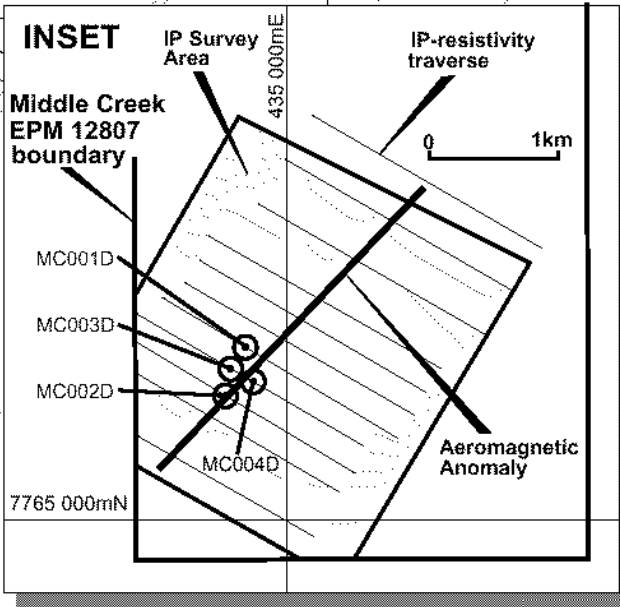 INSET
IP Survey
Area
435 000mE
IP-resistivity
traverse
0
1km
Middle Creek
EPM 12807
boundary
MC001D
MC003D
MC002D
MC004D
Aeromagnetic
Anomaly
7765 000mN